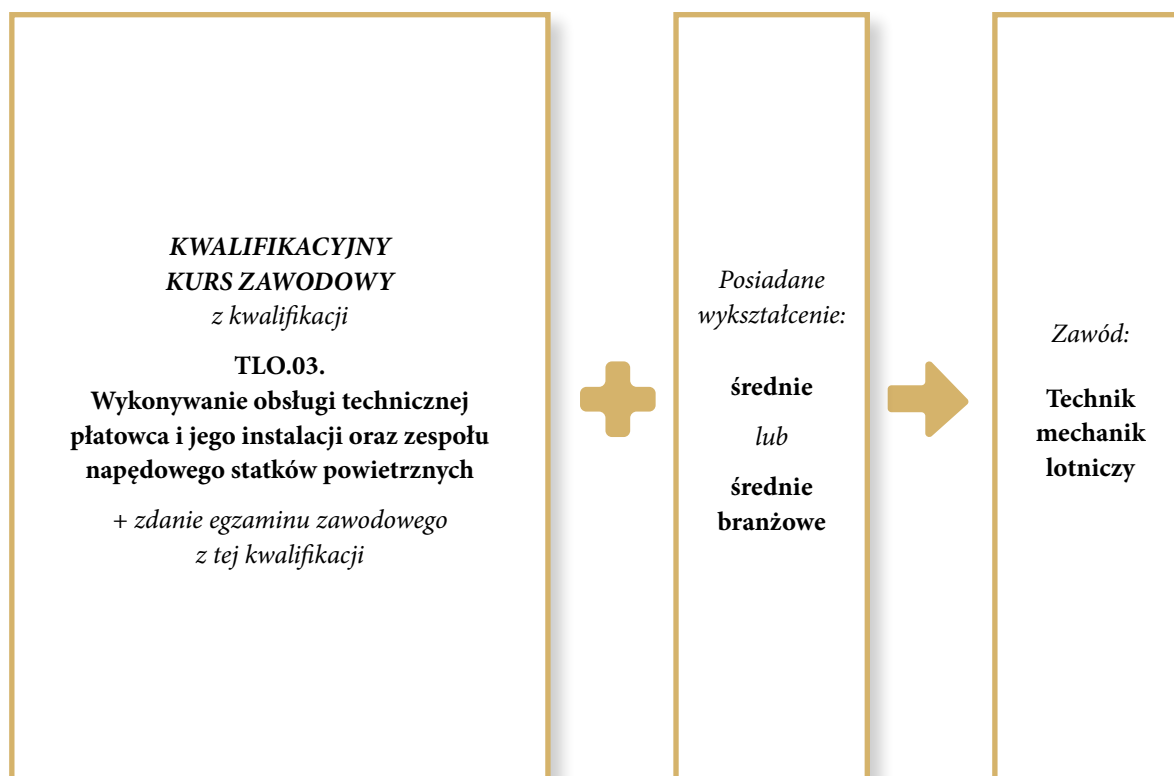 KWALIFIKACYJNY
KURS ZAWODOWY
z kwalifikacji
TLO.03.
Wykonywanie obsługi technicznej
płatowca i jego instalacji oraz zespołu
napędowego statków powietrznych
+ zdanie egzaminu zawodowego
z tej kwalifikacji
Posiadane
wykształcenie:
średnie
lub
średnie
branżowe
Zawód:
Technik
mechanik
lotniczy